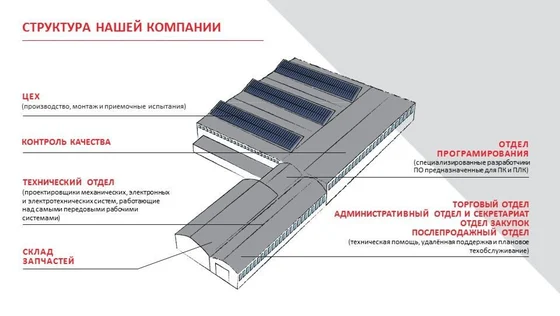 СТРУКТУРА НАШЕЙ КОМПАНИИ
ЦЕХ
(производство, монтаж и приемочные испытания)
КОНТРОЛЬ КАЧЕСТВА
ТЕХНИЧЕСКИЙ ОТДЕЛ
(проектировщики механических, электронных
и электротехнических систем, работающие
над самыми передовыми рабочими
системами)
СКЛАД
ЗАПЧАСТЕЙ
ОТДЕЛ
ПРОГРАМИРОВАНИЯ
(специализированные разработчики
ПО предназначенные для ПК и ПЛК)
ТОРГОВЫЙ ОТДЕЛ
АДМИНИСТРАТИВНЫЙ ОТДЕЛ И СЕКРЕТАРИАТ
ОТДЕЛ ЗАКУПОК
ПОСЛЕПРОДАЖНЫЙ ОТДЕЛ
(техническая помощь, удалённая поддержка и плановое
техобслуживание)